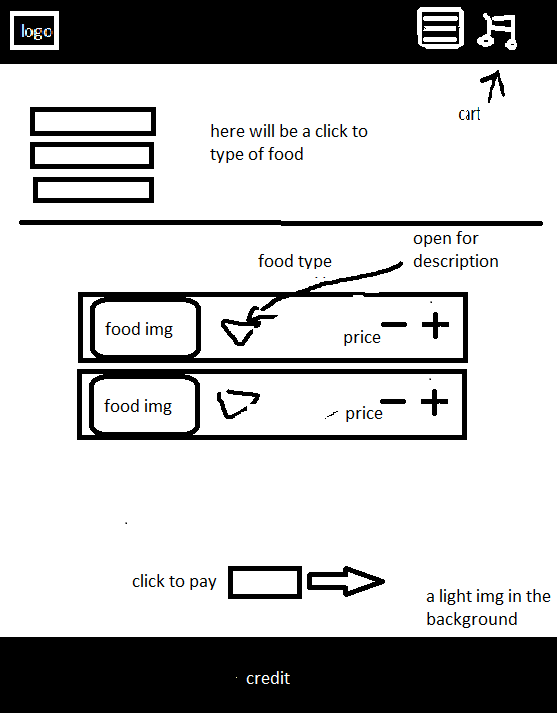 logo
cart
here will be a click to
type of food
open for
description
food type
food img
price
food img
price
click to pay
a light img in the
background
credit